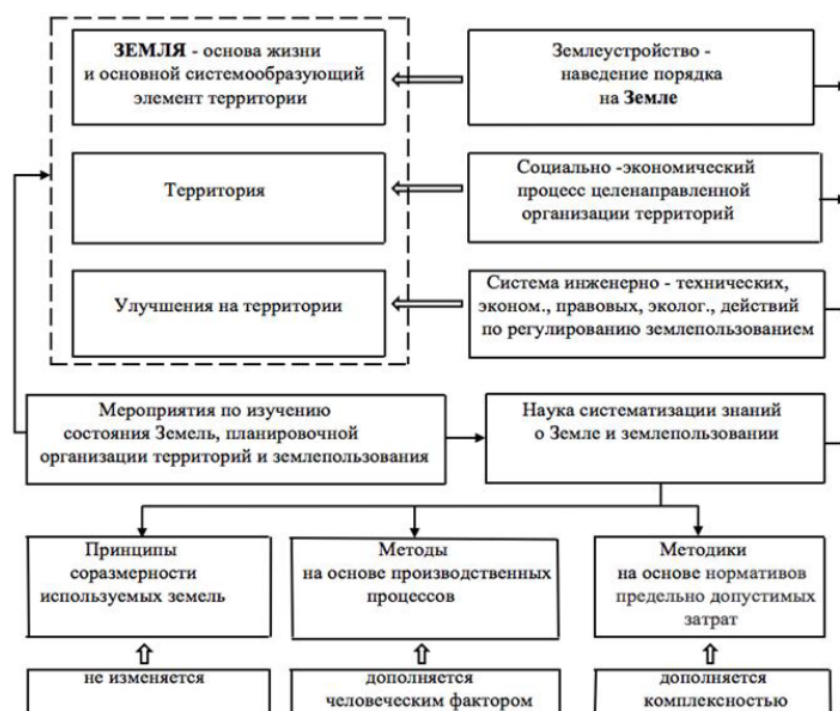 ЗЕМЛЯ - основа жизни
и основной системообразующий
элемент территории
Землеустройство -
наведение порядка
на Земле
Территория
Социально -экономический
процесс целенаправленной
организации территорий
Улучшения на территории
Система инженерно - технических,
эконом., правовых, эколог., действий
по регулированию землепользованием
Мероприятия по изучению
состояния Земель, планировочной
организации территорий и землепользования
Наука систематизации знаний
о Земле и землепользовании
Принципы
соразмерности
используемых земель
Методы
на основе производственных
процессов
Методики
на основе нормативов
предельно допустимых
затрат
не изменяется
дополняется
человеческим фактором
дополняется
комплексностью